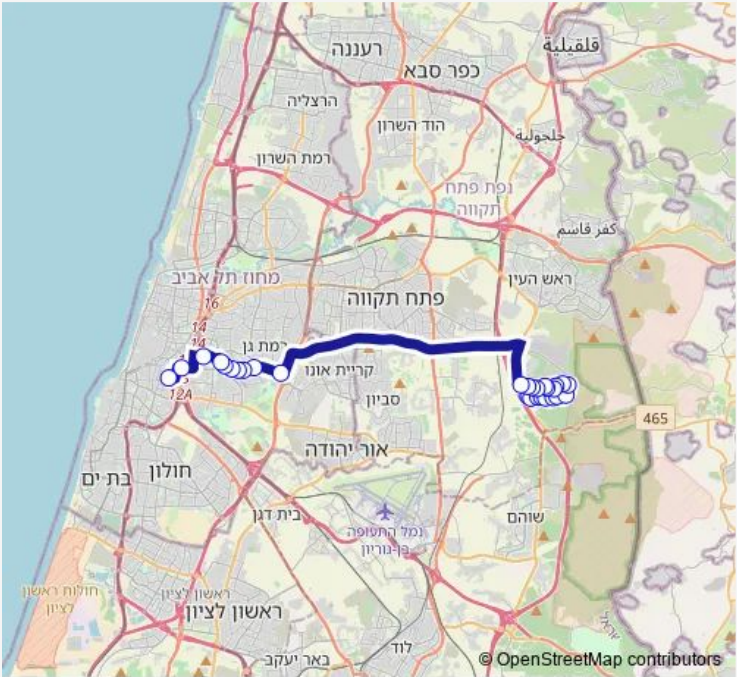 קלקיליה
רעננה
כפר סבא
הרצליה
הוד השרון
جلجولية
רמת השרון
נפת פתח
תקווה
כפר קאסם
מחוז תל אביב
ראש העין
16
פתח תקווה
14
14
רמת גן
קריית אונו
12A
סביון
465
אור יהודה
חולון
בת ים
בית דגן
שוהם
נמל התעופה
בן-גוריון
חולות ראשון
לציון
ראשון לציון
ראשון לציון
ישראל
לוד
באר יעקב
© OpenStreetMap contributors